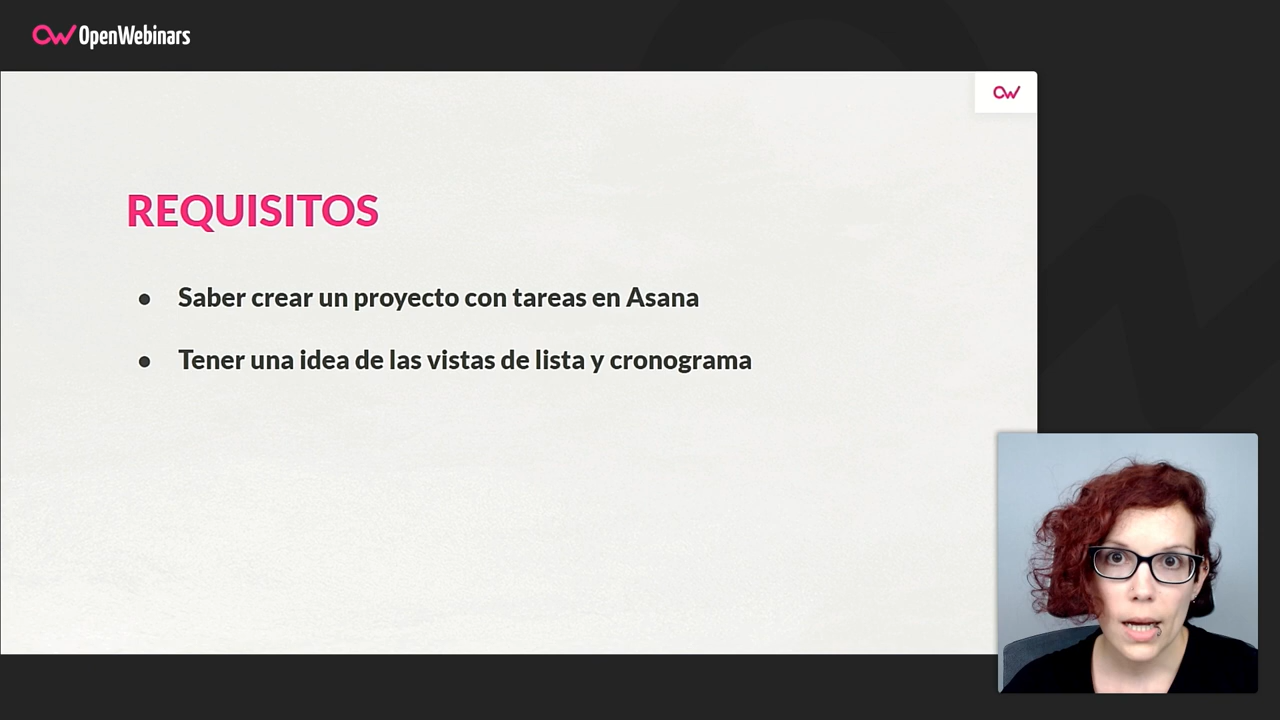 OpenWebinars
REQUISITOS
● Saber crear un proyecto con tareas en Asana
● Tener una idea de las vistas de lista y cronograma